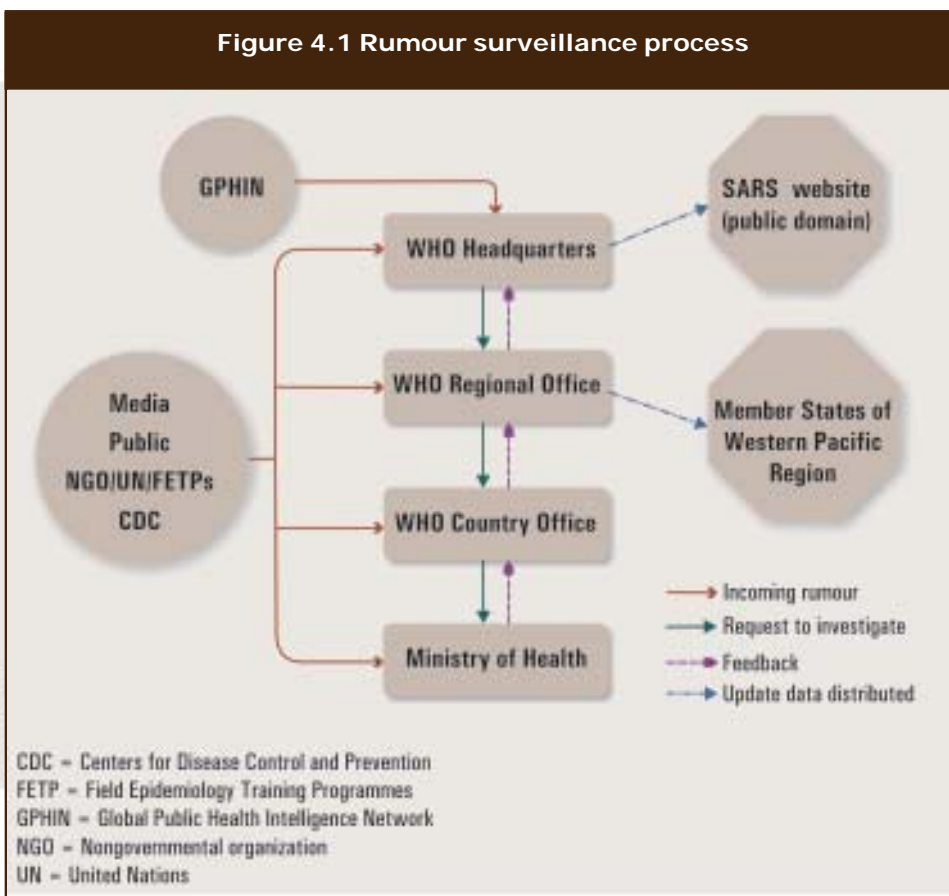 Figure 4.1 Rumour surveillance process
GPHIN
SARS website
(public domain)
WHO Headquarters
WHO Regional Office
Media
Public
NGO/UN/FETPs
CDC
Member States of
Western Pacific
Region
WHO Country Office
Ministry of Health
Incoming rumour
Request to investigate
Feedback
Update data distributed
CDC = Centers for Disease Control and Prevention
FETP = Field Epidemiology Training Programmes
GPHIN = Global Public Health Intelligence Network
NGO = Nongovernmental organization
UN = United Nations